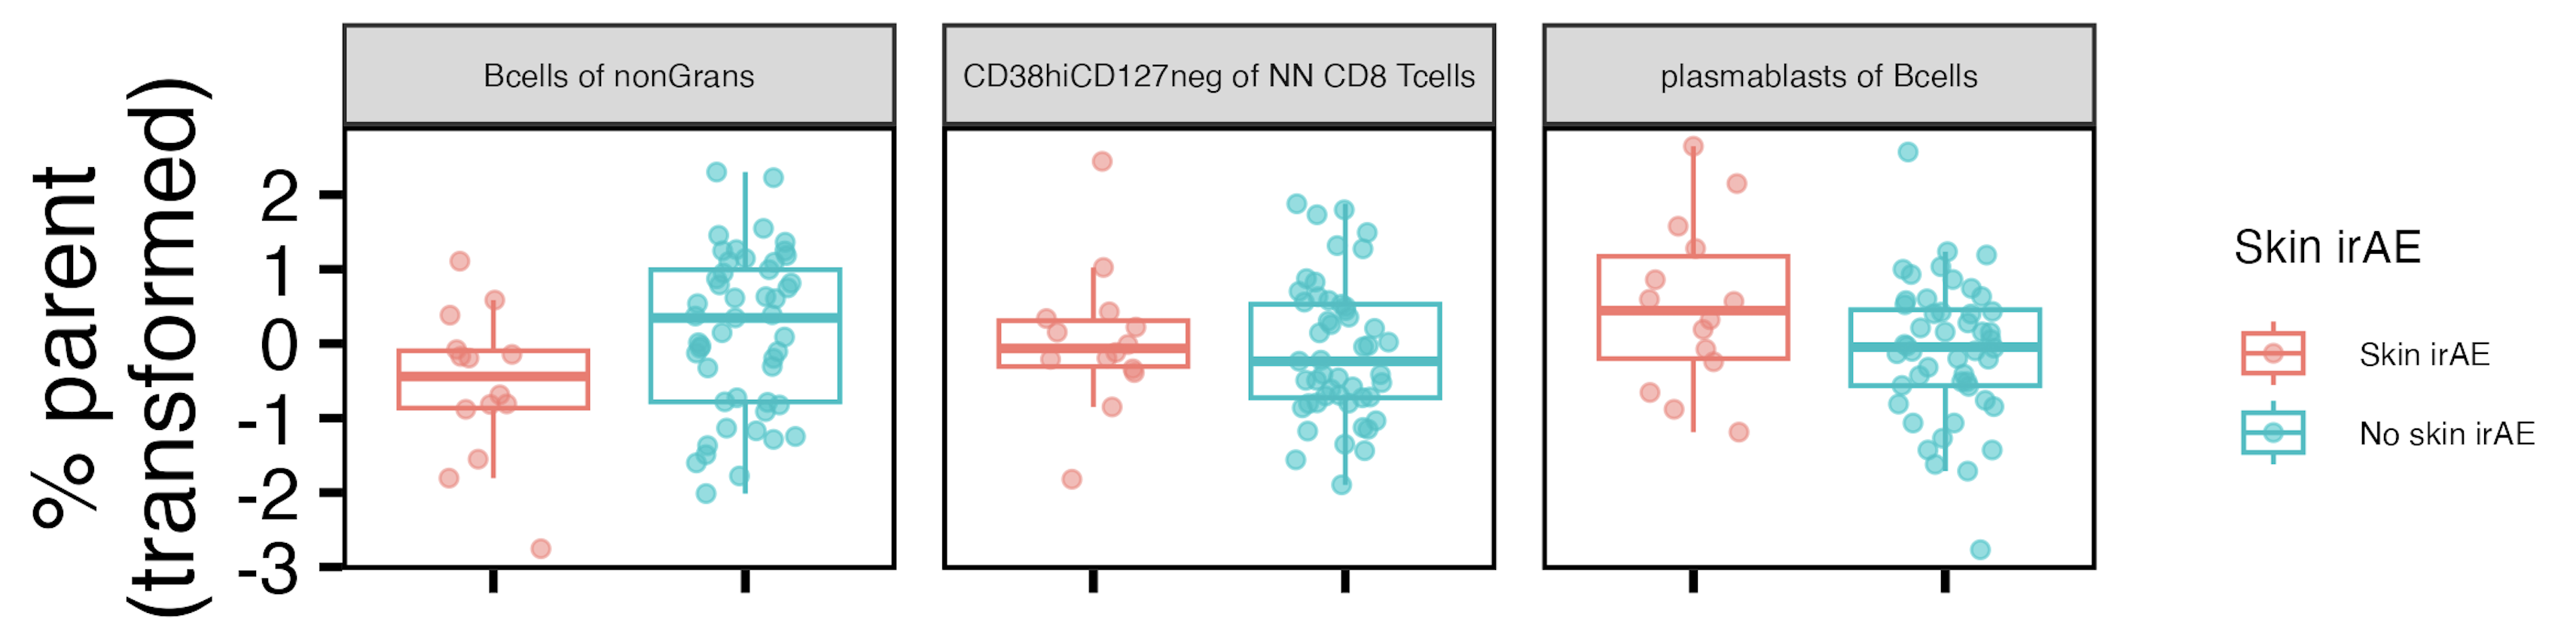 Bcells of nonGrans
CD38hiCD127neg of NN CD8 Tcells
plasmablasts of Bcells
% parent
(transformed)
2
1
0
-1
-2
-3
Skin irAE
Skin irAE
No skin irAE